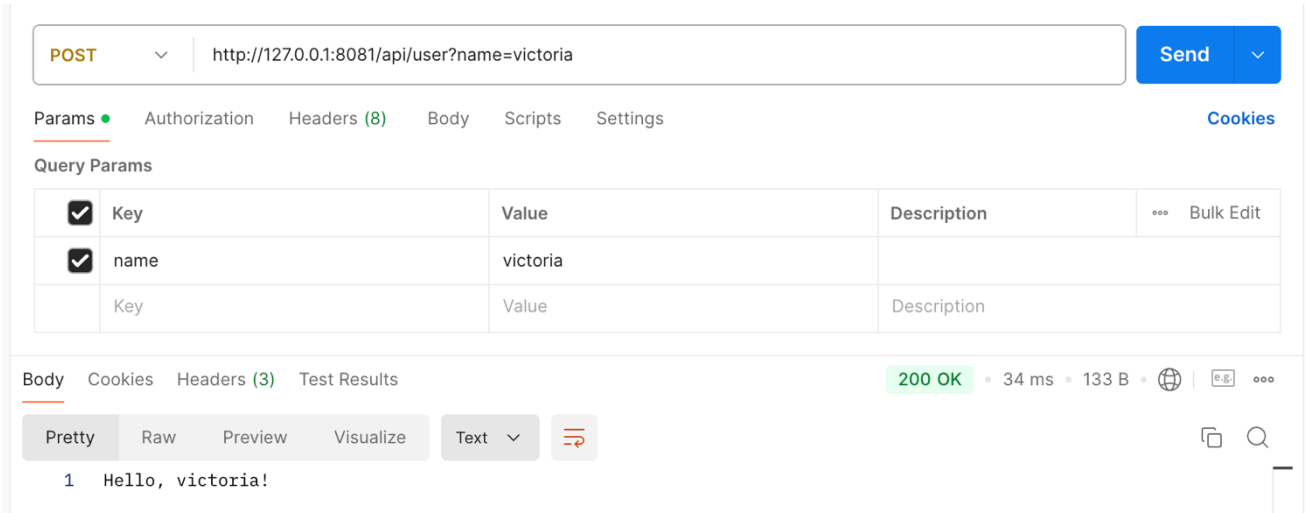 POST http://127.0.0.1:8081/api/user?name=victoria Send
Params Authorization Headers (8) Body Scripts Settings Cookies
Query Params
Key Value Description Bulk Edit
name victoria
Key Value Description
Body Cookies Headers (3) Test Results 200 OK 34 ms 133 B e.g.
Pretty Raw Preview Visualize Text
1 Hello, victoria!